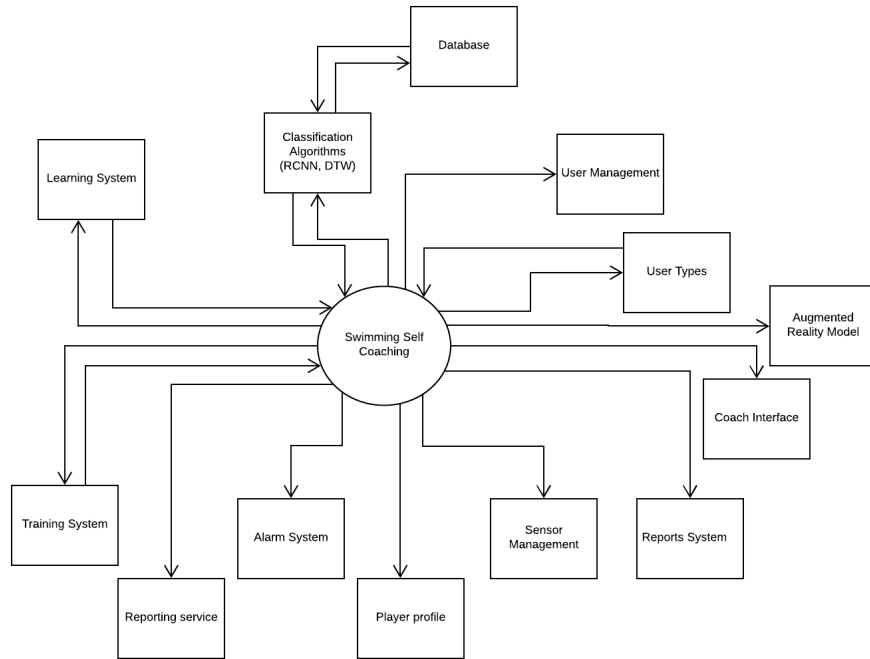 Database
Classification
Algorithms
(RCNN, DTW)
Learning System
User Management
User Types
Augmented
Reality Model
Swimming Self
Coaching
Coach Interface
Training System
Alarm System
Sensor
Management
Reports System
Reporting service
Player profile